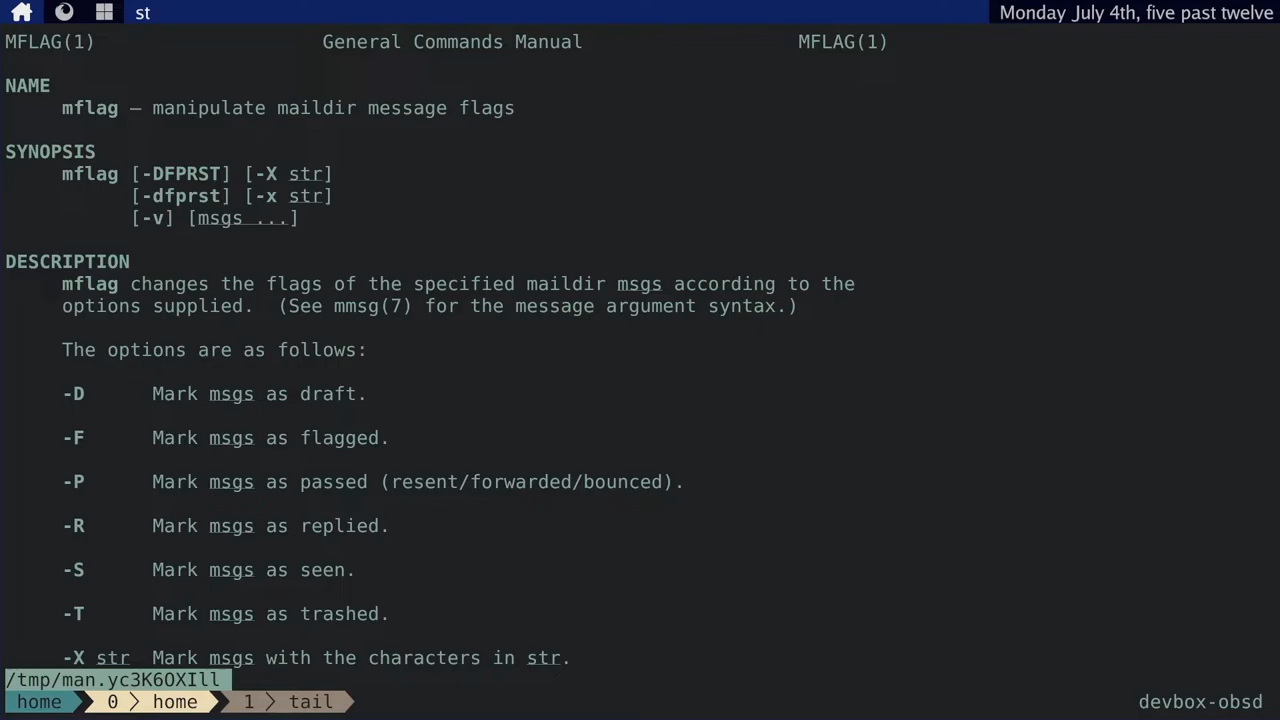 st
Monday July 4th, five past twelve
MFLAG(1) General Commands Manual MFLAG(1)
NAME
mflag — manipulate maildir message flags
SYNOPSIS
mflag [-DFPRST] [-X str]
[-dfprst] [-x str]
[-v] [msgs ...]
DESCRIPTION
mflag changes the flags of the specified maildir msgs according to the
options supplied. (See mmsg(7) for the message argument syntax.)
The options are as follows:
-D Mark msgs as draft.
-F Mark msgs as flagged.
-P Mark msgs as passed (resent/forwarded/bounced).
-R Mark msgs as replied.
-S Mark msgs as seen.
-T Mark msgs as trashed.
-X str Mark msgs with the characters in str.
/tmp/man.yc3K6OXIll
home 0 home 1 tail devbox-obsd